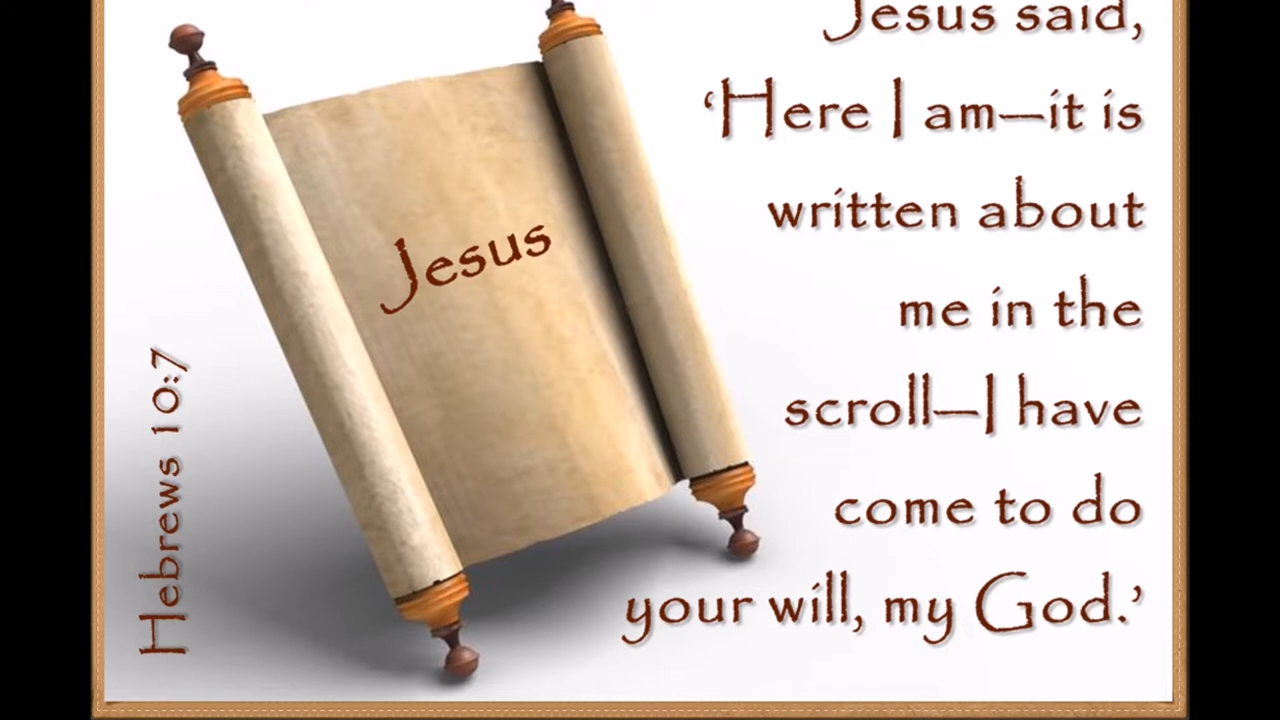 Jesus said,
‘Here I am—it is
written about
me in the
scroll—I have
come to do
your will, my God.’
Jesus
Hebrews 10:7